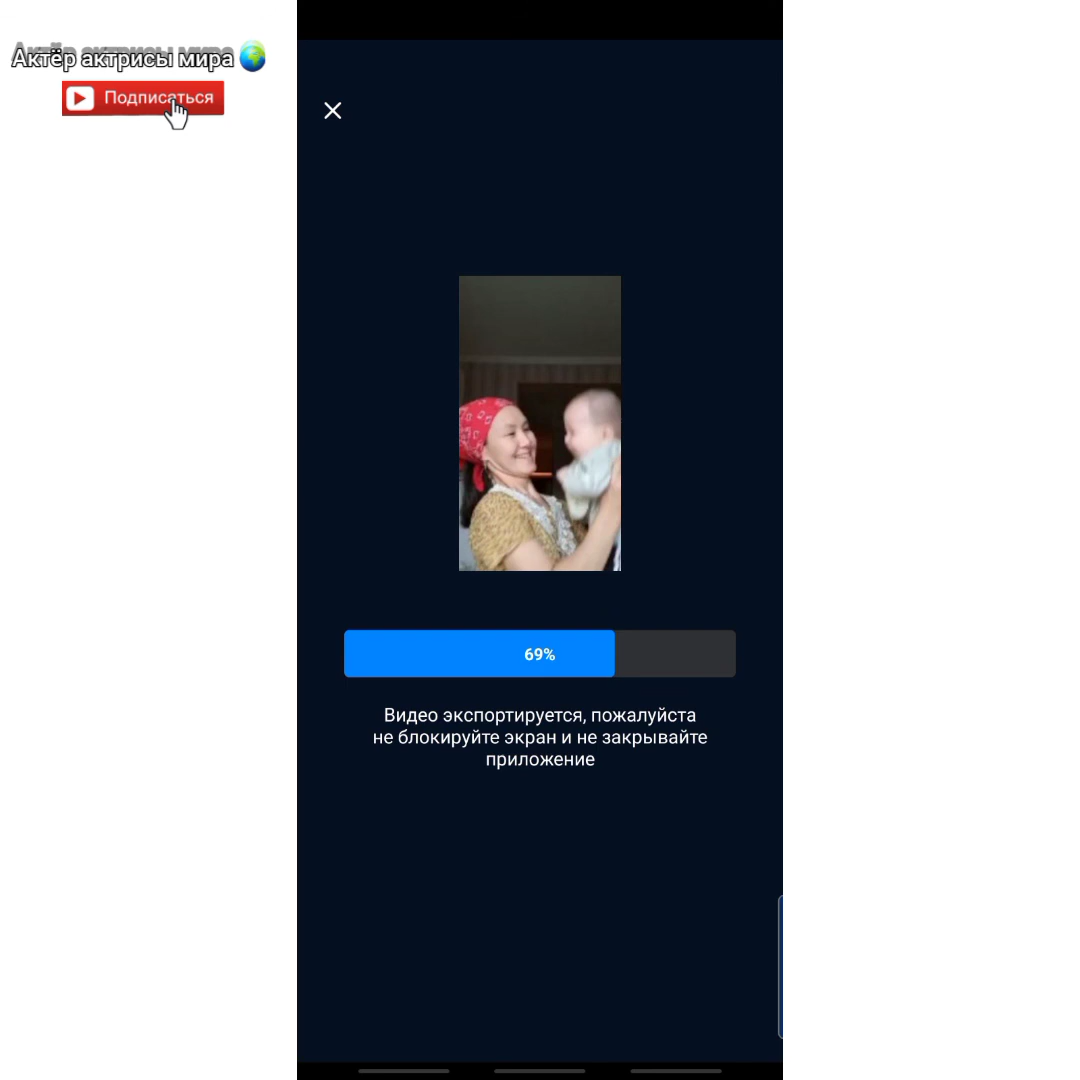 Актёр актрисы мира
Подписаться
69%
Видео экспортируется, пожалуйста
не блокируйте экран и не закрывайте
приложение